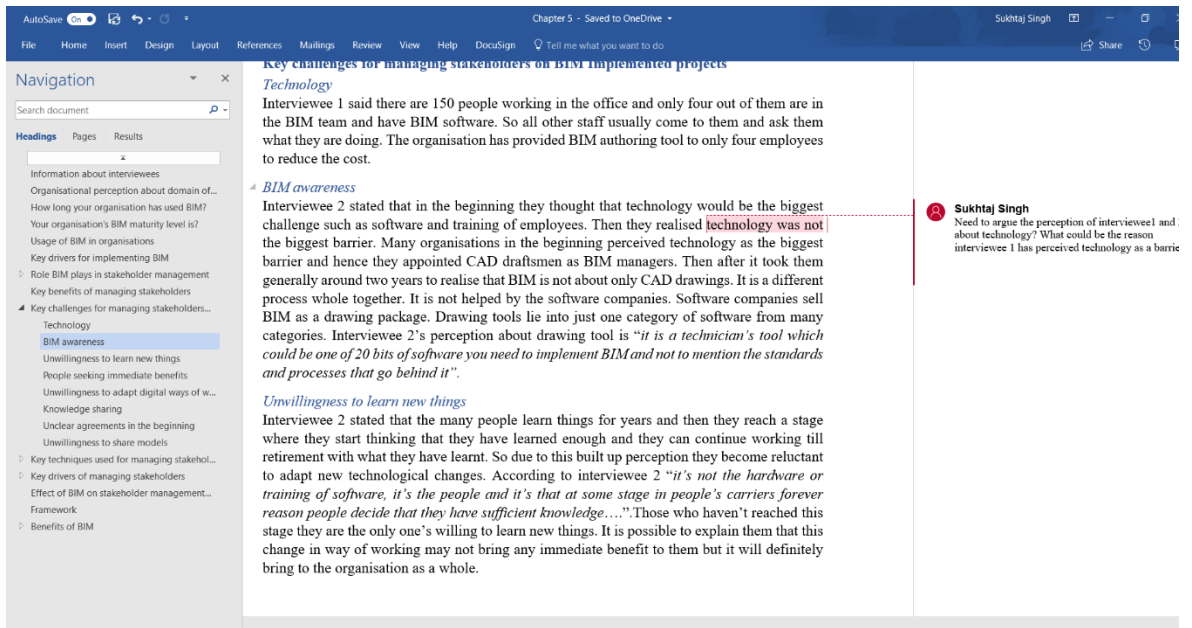 AutoSave On
Chapter 5 - Saved to OneDrive
Sukhtaj Singh
File Home Insert Design Layout References Mailings Review View Help DocuSign Tell me what you want to do
Share
Navigation
Search document
Headings Pages Results
Information about interviewees
Organisational perception about domain of...
How long your organisation has used BIM?
Your organisation's BIM maturity level is?
Usage of BIM in organisations
Key drivers for implementing BIM
Role BIM plays in stakeholder management
Key benefits of managing stakeholders
Key challenges for managing stakeholders...
Technology
BIM awareness
Unwillingness to learn new things
People seeking immediate benefits
Unwillingness to adapt digital ways of w...
Knowledge sharing
Unclear agreements in the beginning
Unwillingness to share models
Key techniques used for managing stakehol...
Key drivers of managing stakeholders
Effect of BIM on stakeholder management...
Framework
Benefits of BIM
Key challenges for managing stakeholders on BIM Implemented projects
Technology
Interviewee 1 said there are 150 people working in the office and only four out of them are in
the BIM team and have BIM software. So all other staff usually come to them and ask them
what they are doing. The organisation has provided BIM authoring tool to only four employees
to reduce the cost.
BIM awareness
Interviewee 2 stated that in the beginning they thought that technology would be the biggest
challenge such as software and training of employees. Then they realised technology was not
the biggest barrier. Many organisations in the beginning perceived technology as the biggest
barrier and hence they appointed CAD draftsmen as BIM managers. Then after it took them
generally around two years to realise that BIM is not about only CAD drawings. It is a different
process whole together. It is not helped by the software companies. Software companies sell
BIM as a drawing package. Drawing tools lie into just one category of software from many
categories. Interviewee 2's perception about drawing tool is "it is a technician's tool which
could be one of 20 bits of software you need to implement BIM and not to mention the standards
and processes that go behind it".
Unwillingness to learn new things
Interviewee 2 stated that the many people learn things for years and then they reach a stage
where they start thinking that they have learned enough and they can continue working till
retirement with what they have learnt. So due to this built up perception they become reluctant
to adapt new technological changes. According to interviewee 2 "it's not the hardware or
training of software, it's the people and it's that at some stage in people's carriers forever
reason people decide that they have sufficient knowledge….".Those who haven't reached this
stage they are the only one's willing to learn new things. It is possible to explain them that this
change in way of working may not bring any immediate benefit to them but it will definitely
bring to the organisation as a whole.
Sukhtaj Singh
Need to argue the perception of interviewee1 and
about technology? What could be the reason
interviewee 1 has perceived technology as a barrie